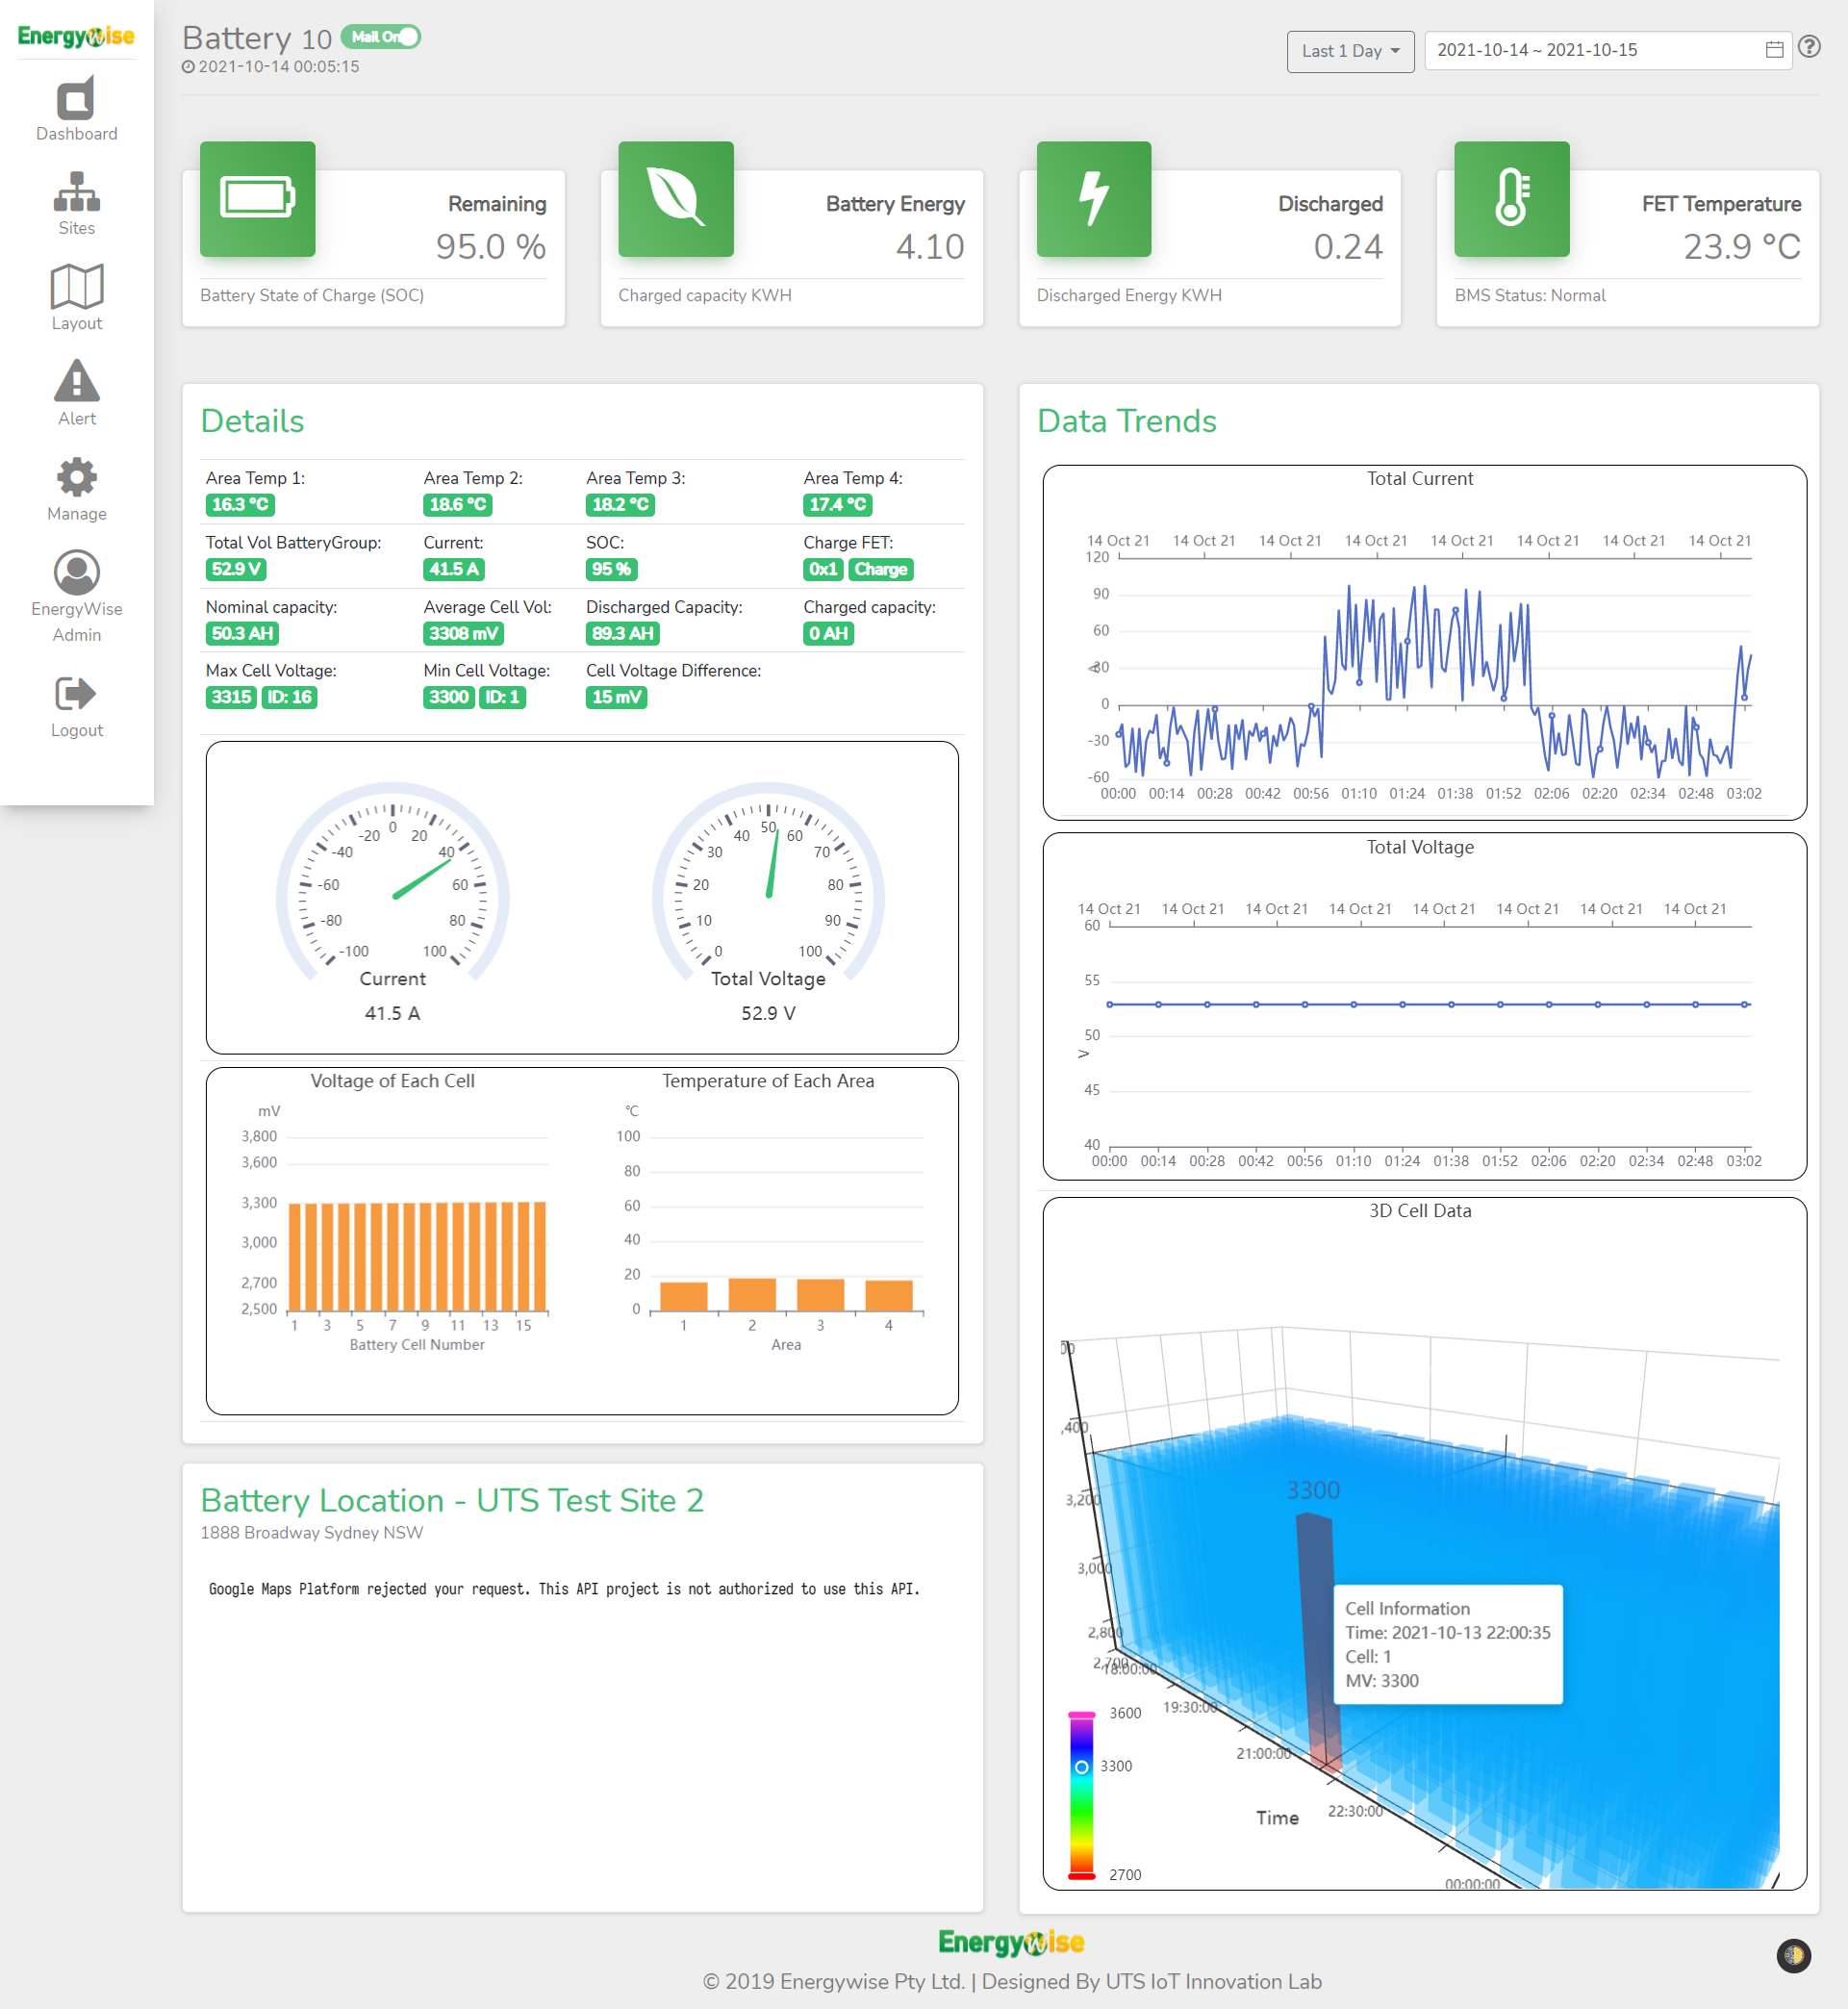 Energywise
Dashboard
Sites
Layout
Alert
Manage
EnergyWise
Admin
Logout
Battery 10 Mail On
2021-10-14 00:05:15
Last 1 Day
2021-10-14 ~ 2021-10-15
Remaining
95.0 %
Battery State of Charge (SOC)
Battery Energy
4.10
Charged capacity KWH
Discharged
0.24
Discharged Energy KWH
FET Temperature
23.9 °C
BMS Status: Normal
Details
Area Temp 1: Area Temp 2: Area Temp 3: Area Temp 4:
16.3 °C 18.6 °C 18.2 °C 17.4 °C
Total Vol BatteryGroup: Current: SOC: Charge FET:
52.9 V 41.5 A 95 % 0x1 Charge
Nominal capacity: Average Cell Vol: Discharged Capacity: Charged capacity:
50.3 AH 3308 mV 89.3 AH 0 AH
Max Cell Voltage: Min Cell Voltage: Cell Voltage Difference:
3315 ID: 16 3300 ID: 1 15 mV
-100 -80 -60 -40 -20 0 20 40 60 80 100
Current
41.5 A
0 10 20 30 40 50 60 70 80 90 100
Total Voltage
52.9 V
Voltage of Each Cell
mV
3,800
3,600
3,300
3,000
2,700
2,500
1 3 5 7 9 11 13 15
Battery Cell Number
Temperature of Each Area
°C
100
80
60
40
20
0
1 2 3 4
Area
Battery Location - UTS Test Site 2
1888 Broadway Sydney NSW
Google Maps Platform rejected your request. This API project is not authorized to use this API.
Data Trends
Total Current
14 Oct 21 14 Oct 21 14 Oct 21 14 Oct 21 14 Oct 21 14 Oct 21 14 Oct 21 14 Oct 21
120
90
60
30
A
0
-30
-60
00:00 00:14 00:28 00:42 00:56 01:10 01:24 01:38 01:52 02:06 02:20 02:34 02:48 03:02
Total Voltage
14 Oct 21 14 Oct 21 14 Oct 21 14 Oct 21 14 Oct 21 14 Oct 21 14 Oct 21 14 Oct 21
60
55
50
V
45
40
00:00 00:14 00:28 00:42 00:56 01:10 01:24 01:38 01:52 02:06 02:20 02:34 02:48 03:02
3D Cell Data
00
,400
3,200
3,000
2,800
2,700
18:00:00
19:30:00
21:00:00
22:30:00
00:00:00
Time
3300
Cell Information
Time: 2021-10-13 22:00:35
Cell: 1
MV: 3300
3600
3300
2700
Energywise
© 2019 Energywise Pty Ltd. | Designed By UTS IoT Innovation Lab